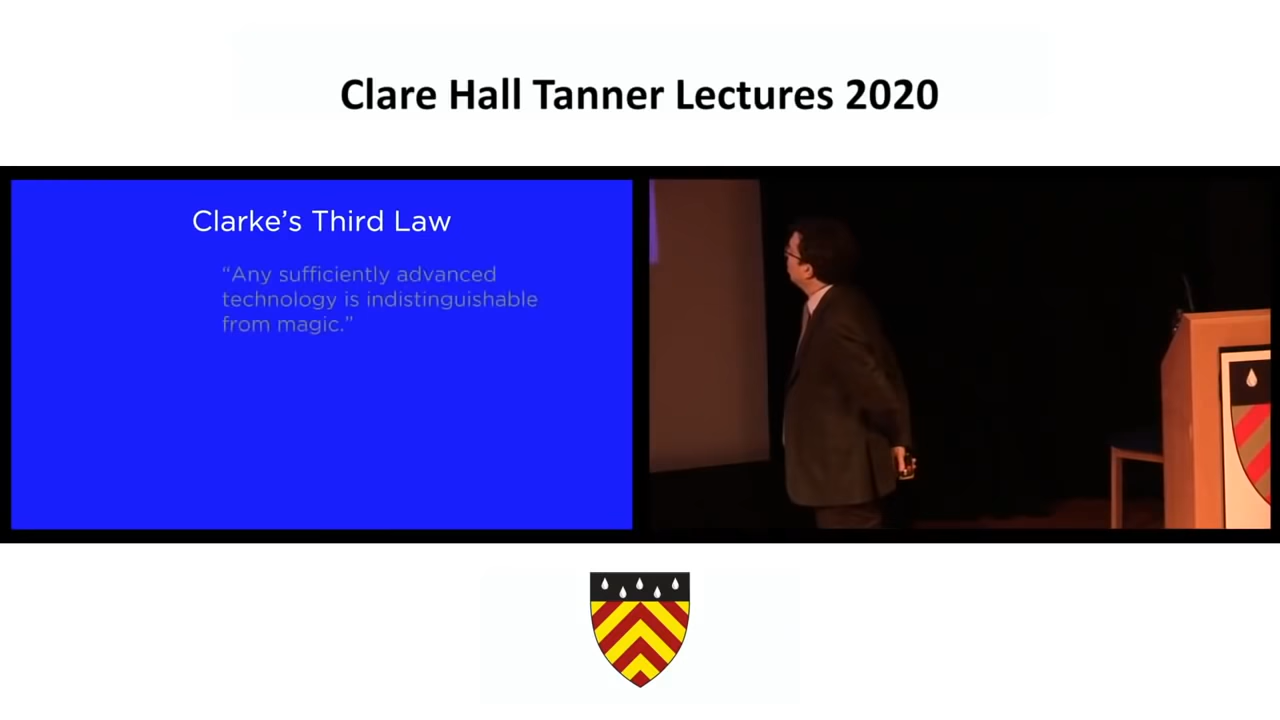 Clare Hall Tanner Lectures 2020
Clarke’s Third Law
“Any sufficiently advanced
technology is indistinguishable
from magic.”